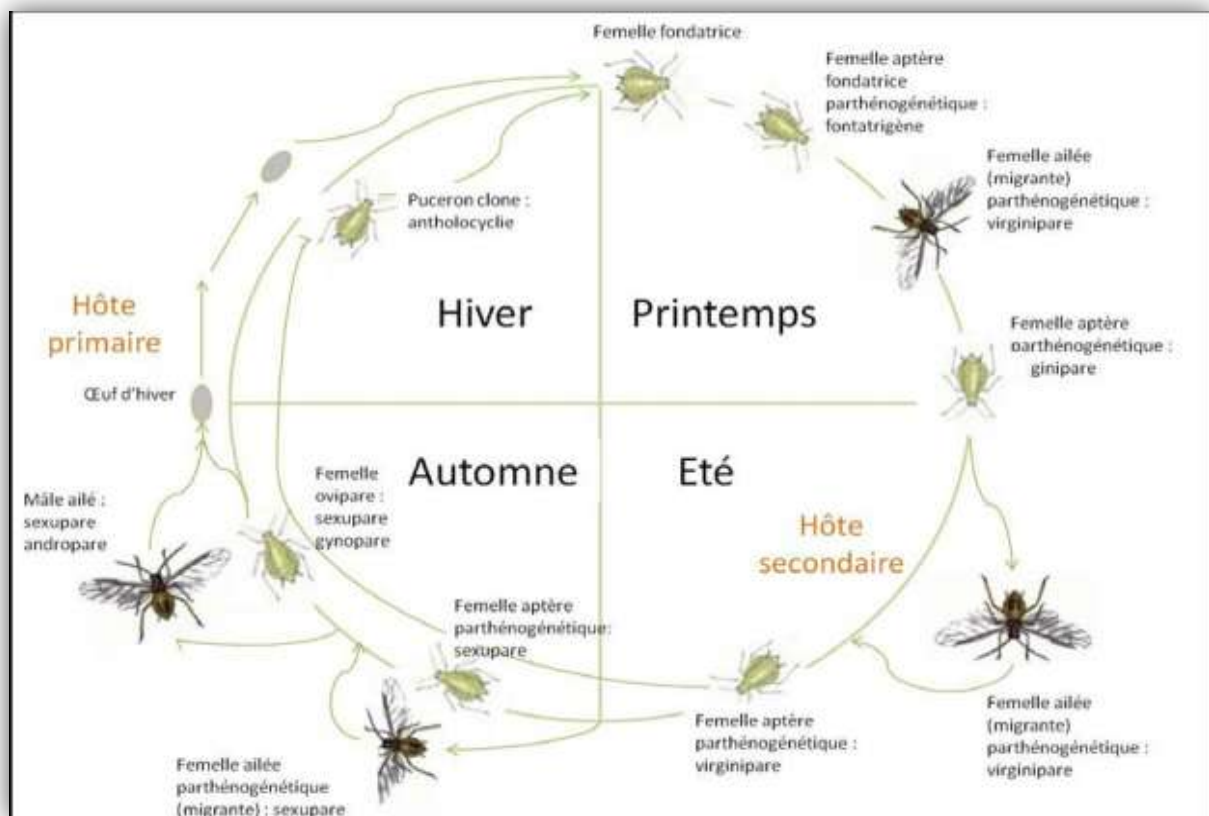 Femelle fondatrice
Femelle aptère
fondatrice
parthénogénétique :
fontatrigène
Femelle ailée
(migrante)
parthénogénétique :
virginipare
Puceron clone :
antholocyclie
Hôte
primaire
Hiver
Printemps
Femelle aptère
parthénogénétique :
ginipare
Œuf d'hiver
Automne
Eté
Femelle
ovipare :
sexupare
gynopare
Mâle ailé :
sexupare
andropare
Hôte
secondaire
Femelle aptère
parthénogénétique:
sexupare
Femelle aptère
parthénogénétique :
virginipare
Femelle ailée
(migrante)
parthénogénétique :
virginipare
Femelle ailée
parthénogénétique
(migrante) : sexupare